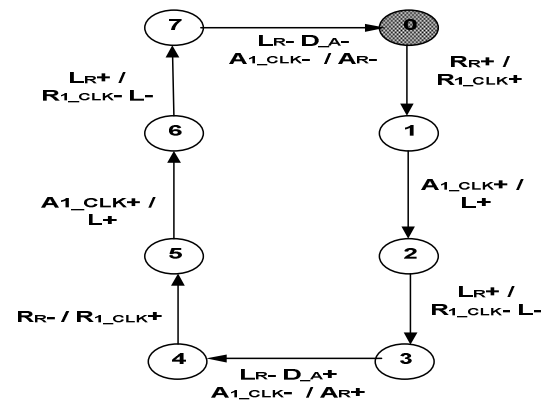 7
LR- D_A-
A1_CLK- / AR-
0
LR+ /
R1_CLK- L-
RR+ /
R1_CLK+
6
1
A1_CLK+ /
L+
A1_CLK+ /
L+
5
2
RR- / R1_CLK+
LR+ /
R1_CLK- L-
4
3
LR- D_A+
A1_CLK- / AR+